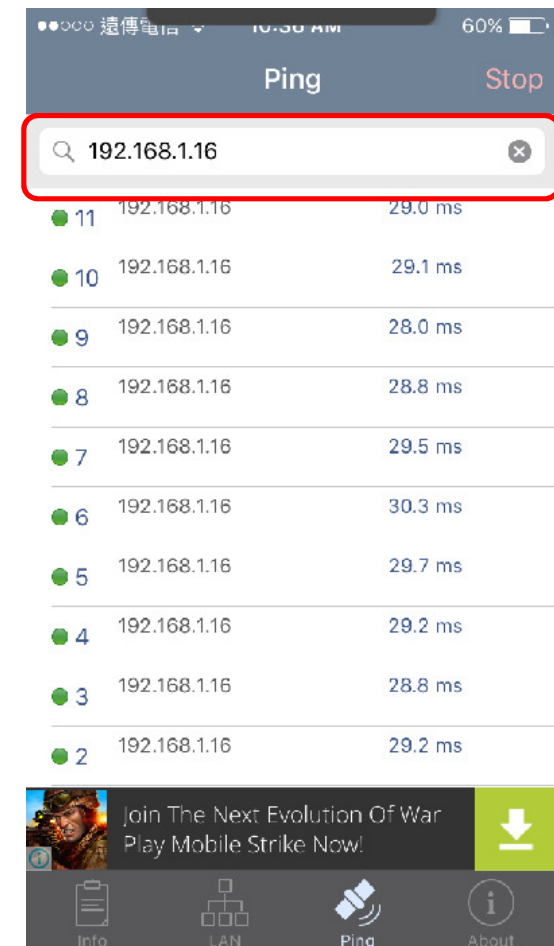 遠傳電信 10:36 AM 60%
Ping Stop
192.168.1.16
11 192.168.1.16 29.0 ms
10 192.168.1.16 29.1 ms
9 192.168.1.16 28.0 ms
8 192.168.1.16 28.8 ms
7 192.168.1.16 29.5 ms
6 192.168.1.16 30.3 ms
5 192.168.1.16 29.7 ms
4 192.168.1.16 29.2 ms
3 192.168.1.16 28.8 ms
2 192.168.1.16 29.2 ms
Join The Next Evolution Of War
Play Mobile Strike Now!
Info LAN Ping About